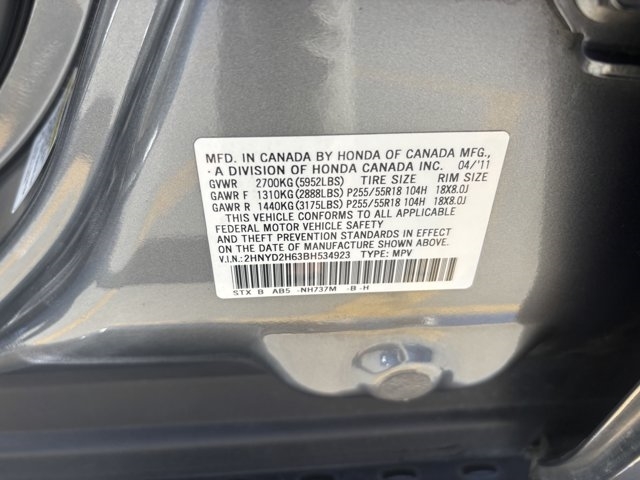 MFD. IN CANADA BY HONDA OF CANADA MFG.,
A DIVISION OF HONDA CANADA INC. 04/'11
GVWR 2700KG(5952LBS) TIRE SIZE RIM SIZE
GAWR F 1310KG(2888LBS) P255/55R18 104H 18X8.0J
GAWR R 1440KG(3175LBS) P255/55R18 104H 18X8.0J
THIS VEHICLE CONFORMS TO ALL APPLICABLE
FEDERAL MOTOR VEHICLE SAFETY
AND THEFT PREVENTION STANDARDS IN EFFECT
ON THE DATE OF MANUFACTURE SHOWN ABOVE.
V.I.N.:2HNYD2H63BH534923 TYPE: MPV
STX B AB5 -NH737M -B -H